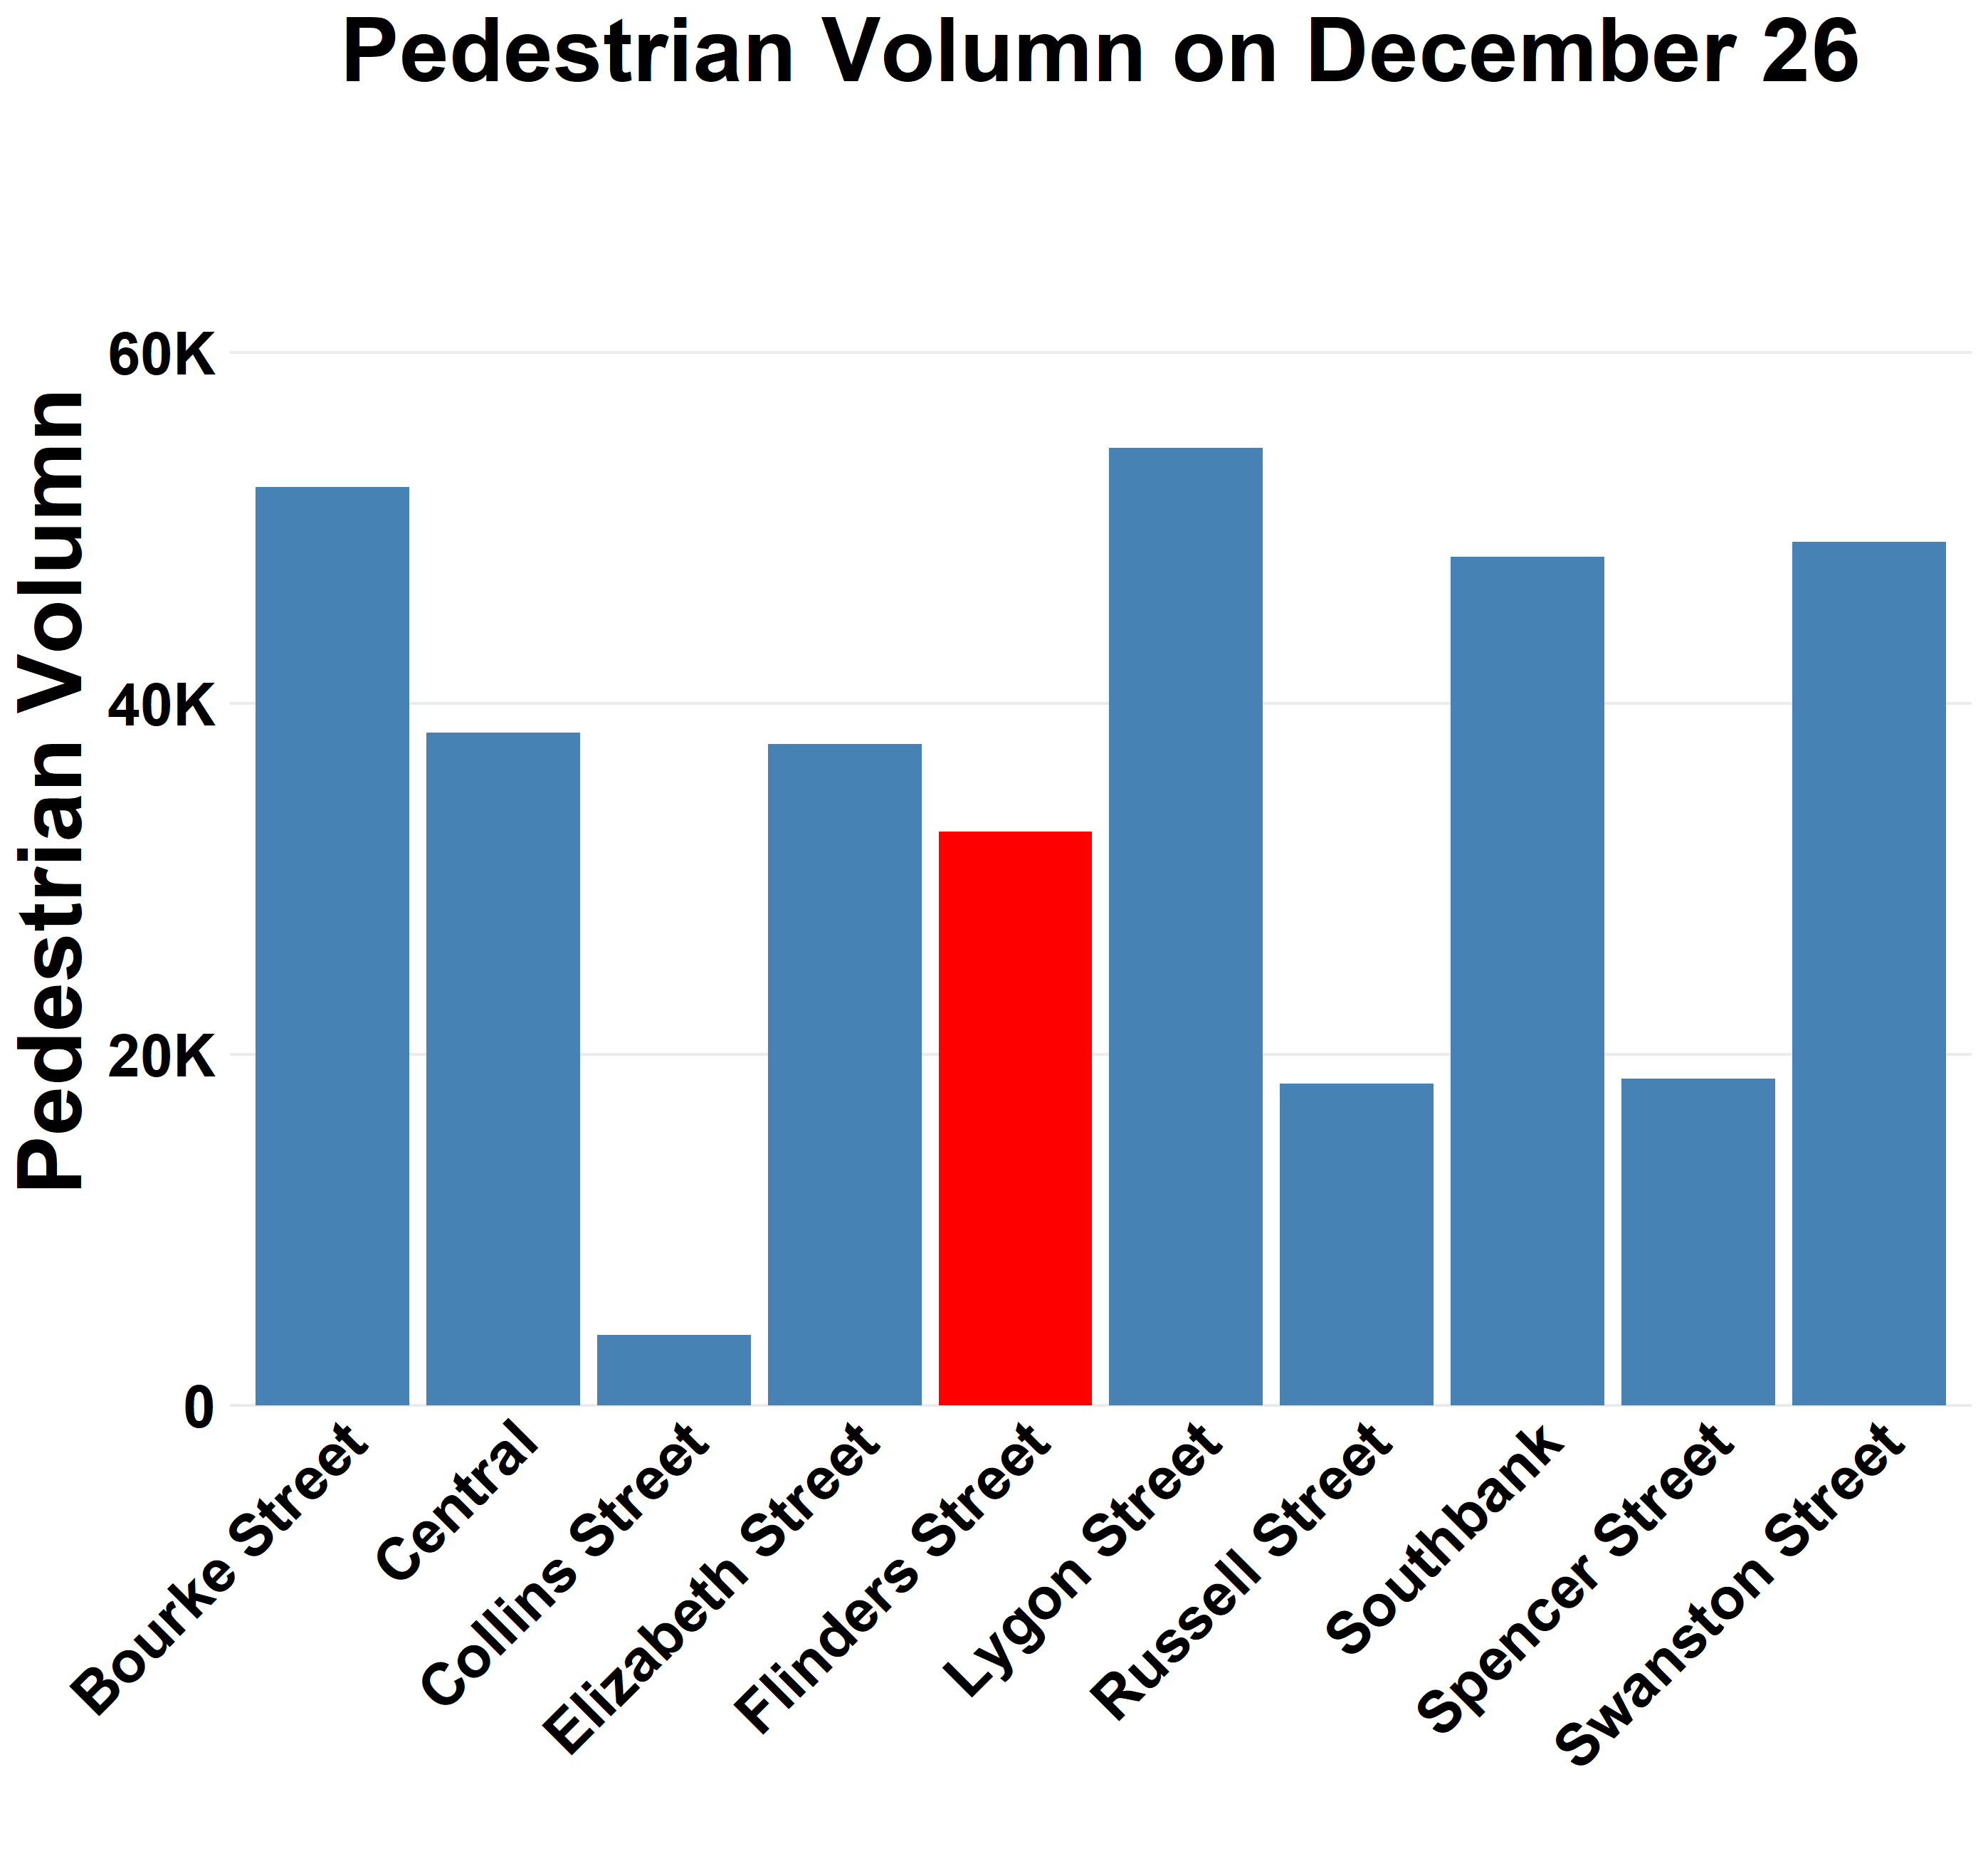 Pedestrian Volumn on December 26
Pedestrian Volumn
60K
40K
20K
0
Bourke Street
Central
Collins Street
Elizabeth Street
Flinders Street
Lygon Street
Russell Street
Southbank
Spencer Street
Swanston Street